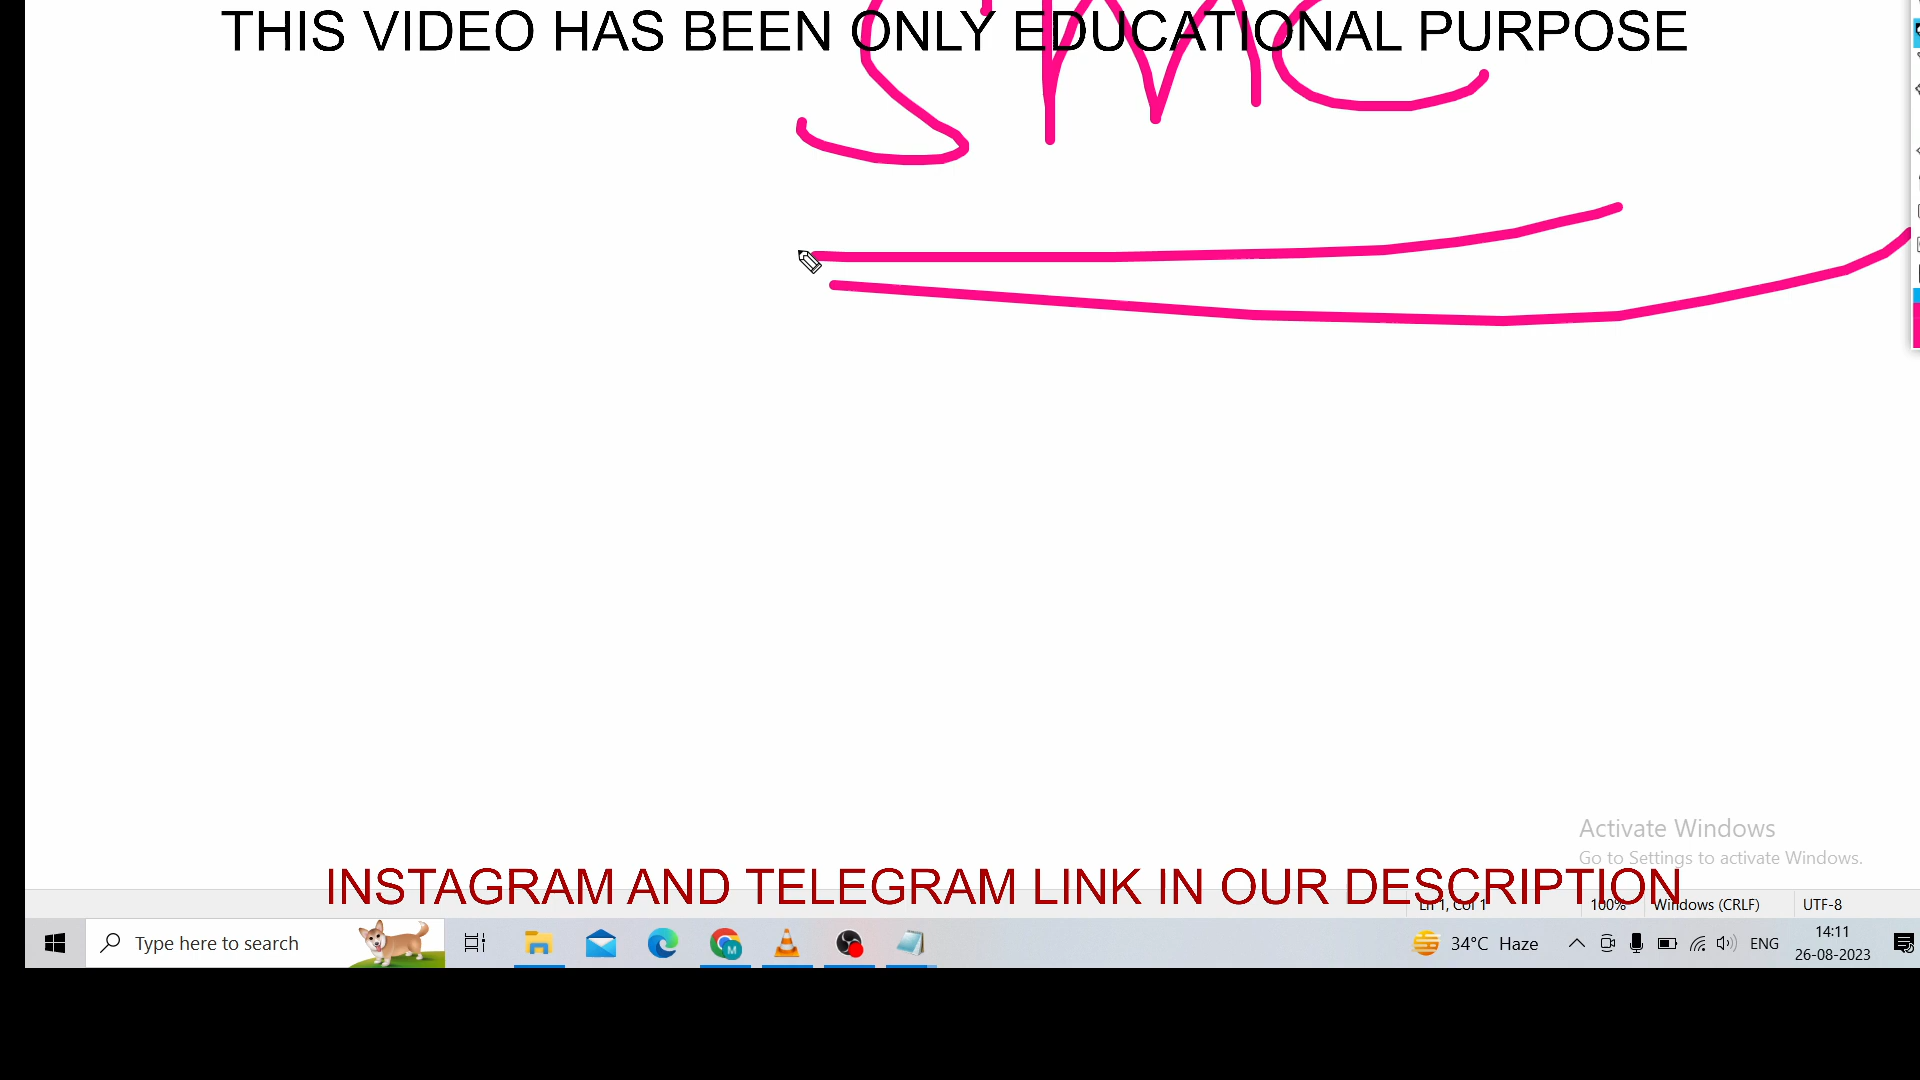 THIS VIDEO HAS BEEN ONLY EDUCATIONAL PURPOSE
SMC
Activate Windows
Go to Settings to activate Windows.
INSTAGRAM AND TELEGRAM LINK IN OUR DESCRIPTION
Ln 1, Col 1 100% Windows (CRLF) UTF-8
Type here to search
34°C Haze ENG
14:11
26-08-2023